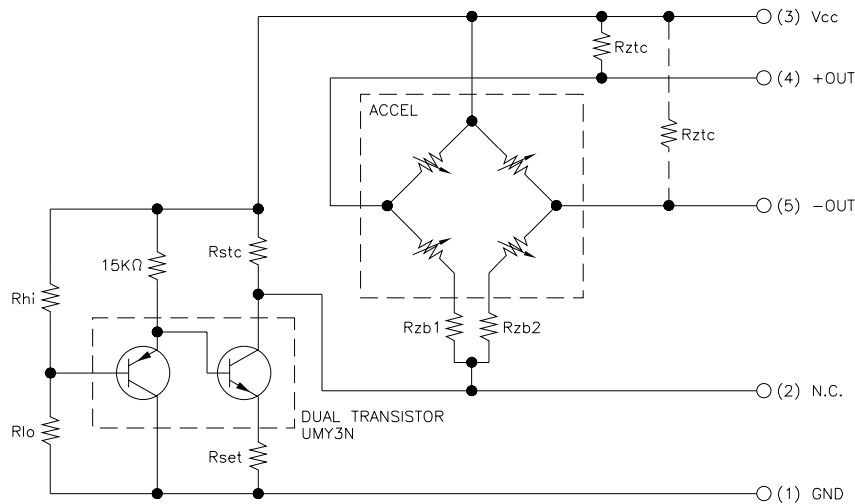 (3) Vcc
Rztc
(4) +OUT
ACCEL
Rztc
(5) −OUT
Rstc
15KΩ
Rhi
Rzb1
Rzb2
(2) N.C.
DUAL TRANSISTOR
UMY3N
Rlo
Rset
(1) GND